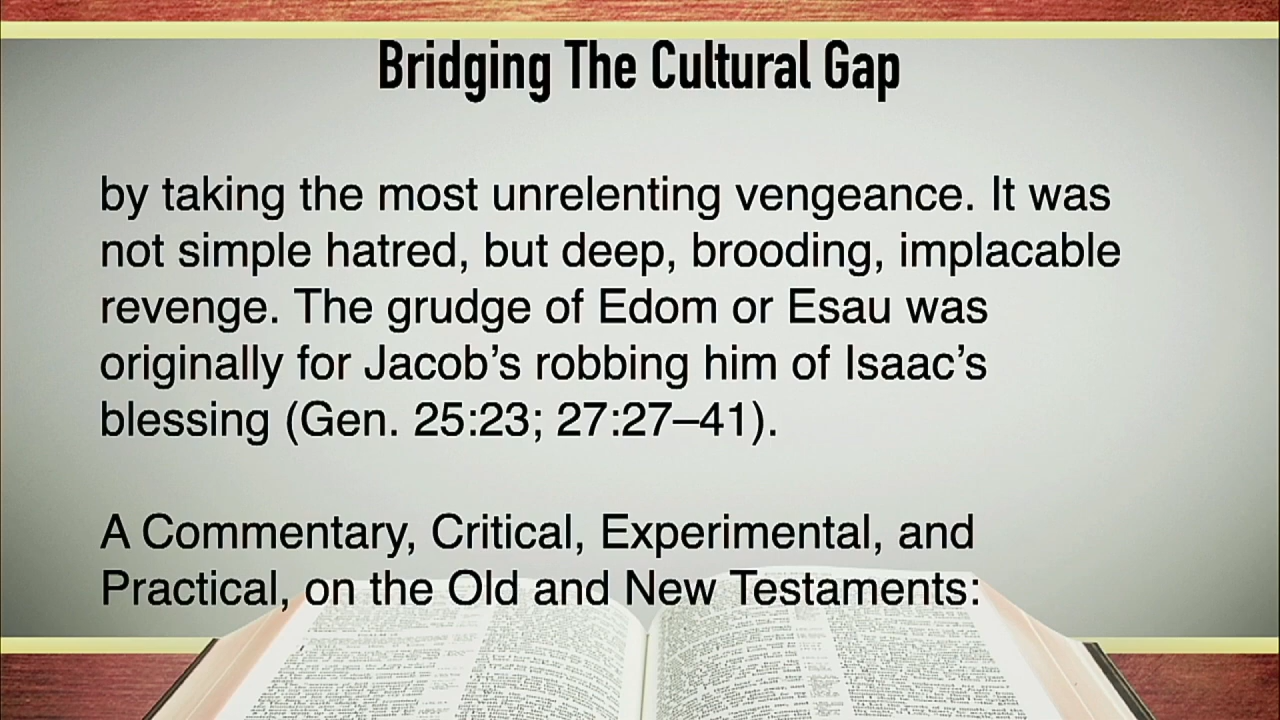 Bridging The Cultural Gap
by taking the most unrelenting vengeance. It was
not simple hatred, but deep, brooding, implacable
revenge. The grudge of Edom or Esau was
originally for Jacob’s robbing him of Isaac’s
blessing (Gen. 25:23; 27:27–41).
A Commentary, Critical, Experimental, and
Practical, on the Old and New Testaments: